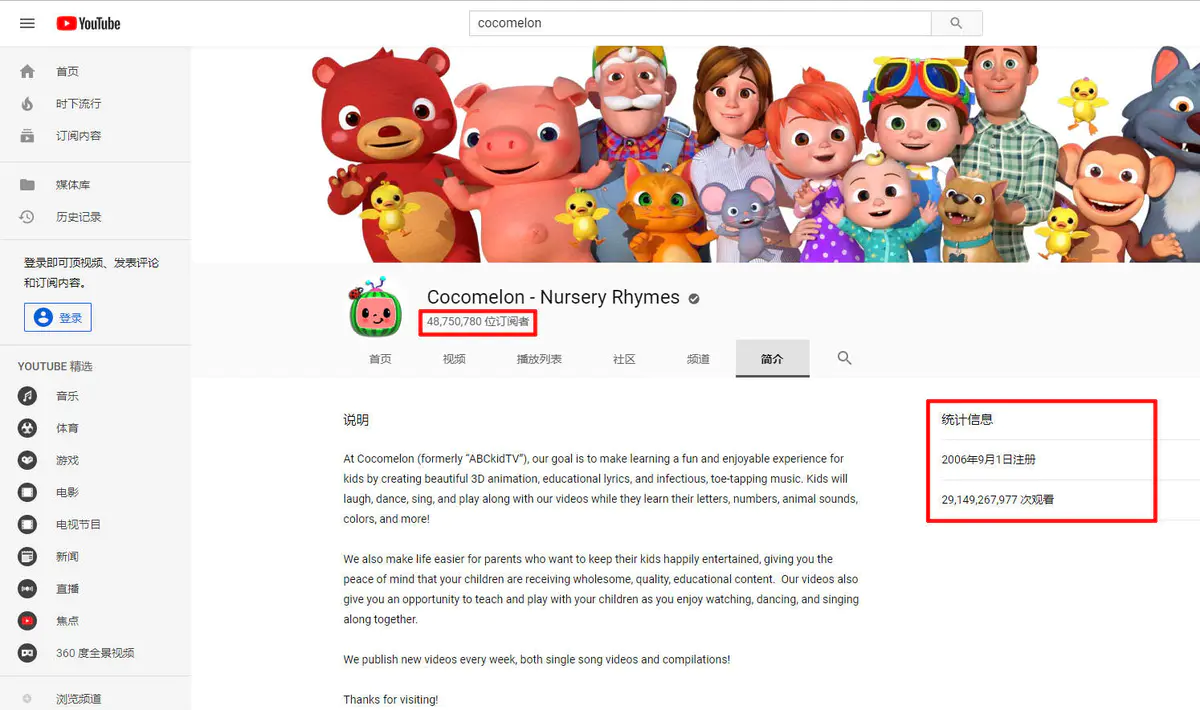 YouTube
cocomelon
首页
时下流行
订阅内容
媒体库
历史记录
登录即可顶视频、发表评论
和订阅内容。
登录
YOUTUBE 精选
音乐
体育
游戏
电影
电视节目
新闻
直播
焦点
360 度全景视频
浏览频道
Cocomelon - Nursery Rhymes
48,750,780 位订阅者
首页
视频
播放列表
社区
频道
简介
说明
At Cocomelon (formerly “ABCkidTV”), our goal is to make learning a fun and enjoyable experience for
kids by creating beautiful 3D animation, educational lyrics, and infectious, toe-tapping music. Kids will
laugh, dance, sing, and play along with our videos while they learn their letters, numbers, animal sounds,
colors, and more!
We also make life easier for parents who want to keep their kids happily entertained, giving you the
peace of mind that your children are receiving wholesome, quality, educational content.  Our videos also
give you an opportunity to teach and play with your children as you enjoy watching, dancing, and singing
along together.
We publish new videos every week, both single song videos and compilations!
Thanks for visiting!
统计信息
2006年9月1日注册
29,149,267,977 次观看